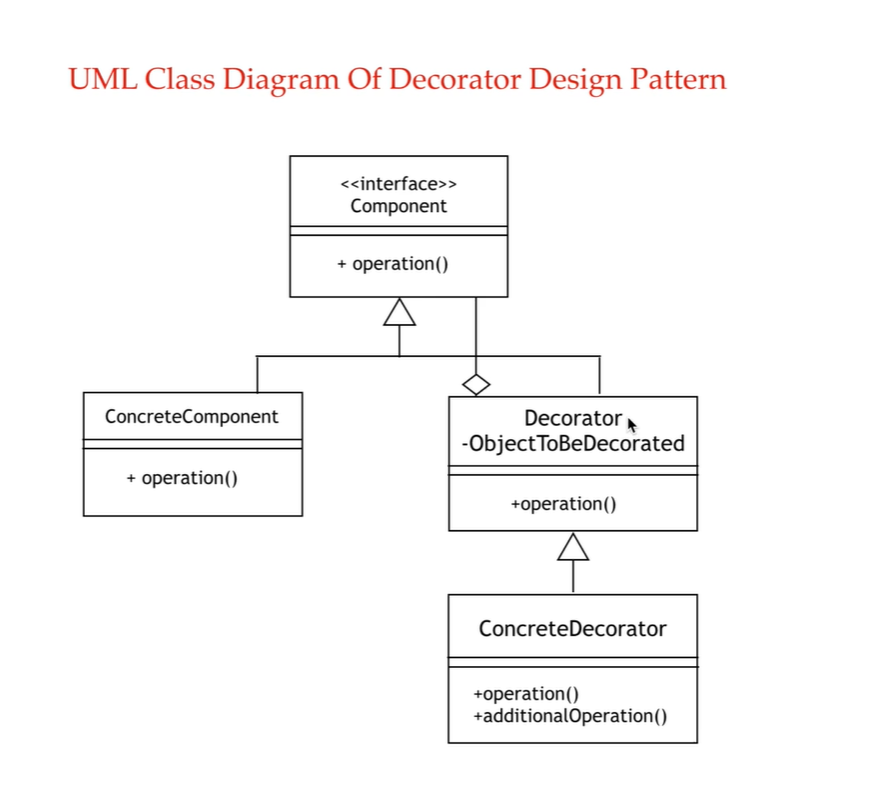 UML Class Diagram Of Decorator Design Pattern
<<interface>>
Component
+ operation()
ConcreteComponent
+ operation()
Decorator
-ObjectToBeDecorated
+operation()
ConcreteDecorator
+operation()
+additionalOperation()